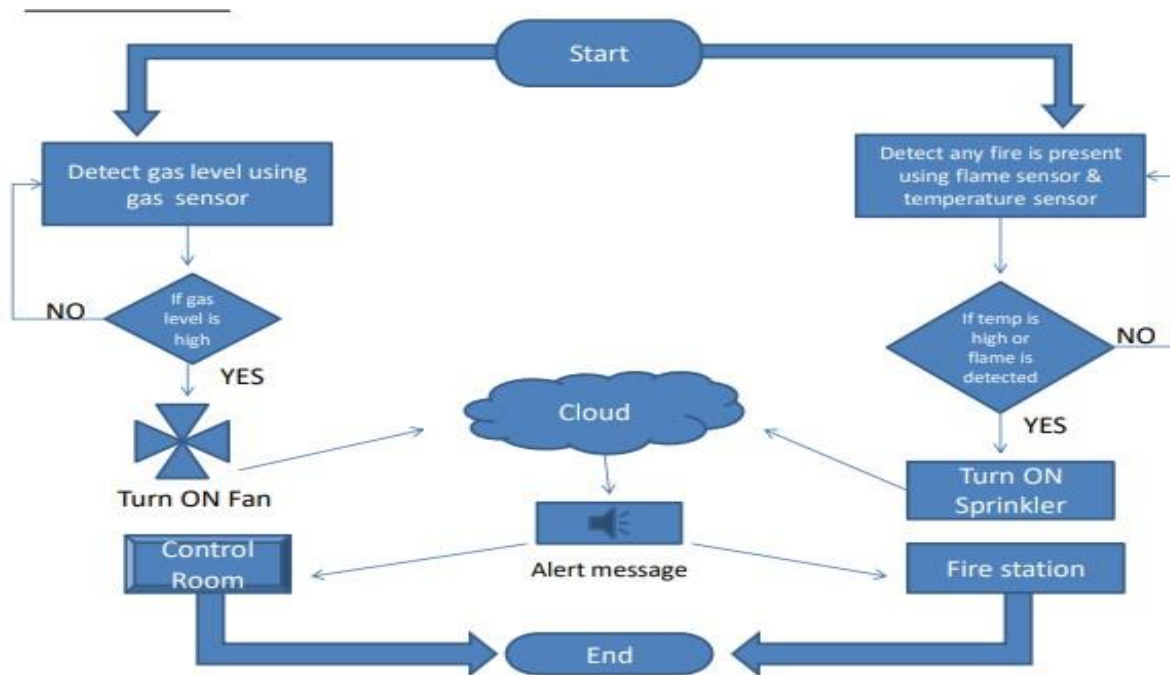 Start
Detect gas level using
gas sensor
Detect any fire is present
using flame sensor &
temperature sensor
NO
If gas
level is
high
YES
If temp is
high or
flame is
detected
NO
YES
Cloud
Turn ON Fan
Turn ON
Sprinkler
Control
Room
Alert message
Fire station
End